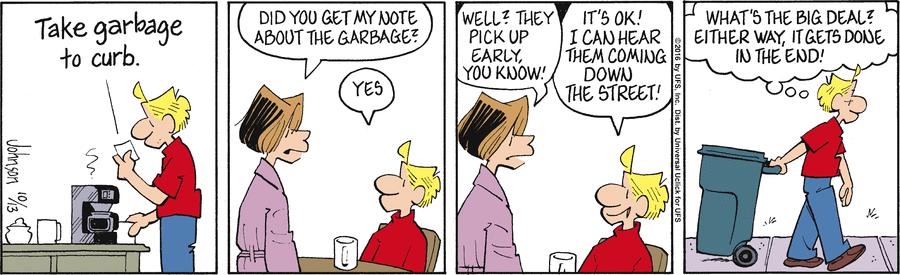 Take garbage
to curb.
Johnson 10/13
DID YOU GET MY NOTE
ABOUT THE GARBAGE?
YES
WELL? THEY
PICK UP
EARLY,
YOU KNOW!
IT'S OK!
I CAN HEAR
THEM COMING
DOWN
THE STREET!
©2016 by UFS, Inc. Dist. by Universal Uclick for UFS
WHAT'S THE BIG DEAL?
EITHER WAY, IT GETS DONE
IN THE END!